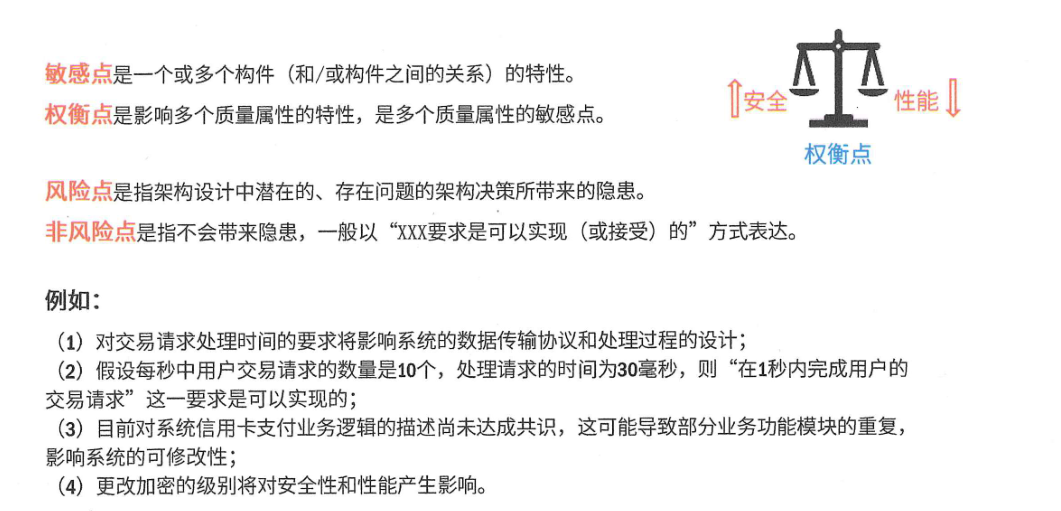 敏感点是一个或多个构件（和/或构件之间的关系）的特性。
权衡点是影响多个质量属性的特性，是多个质量属性的敏感点。
安全
性能
权衡点
风险点是指架构设计中潜在的、存在问题的架构决策所带来的隐患。
非风险点是指不会带来隐患，一般以“XXX要求是可以实现（或接受）的”方式表达。
例如：
（1）对交易请求处理时间的要求将影响系统的数据传输协议和处理过程的设计；
（2）假设每秒中用户交易请求的数量是10个，处理请求的时间为30毫秒，则“在1秒内完成用户的
交易请求”这一要求是可以实现的；
（3）目前对系统信用卡支付业务逻辑的描述尚未达成共识，这可能导致部分业务功能模块的重复，
影响系统的可修改性；
（4）更改加密的级别将对安全性和性能产生影响。